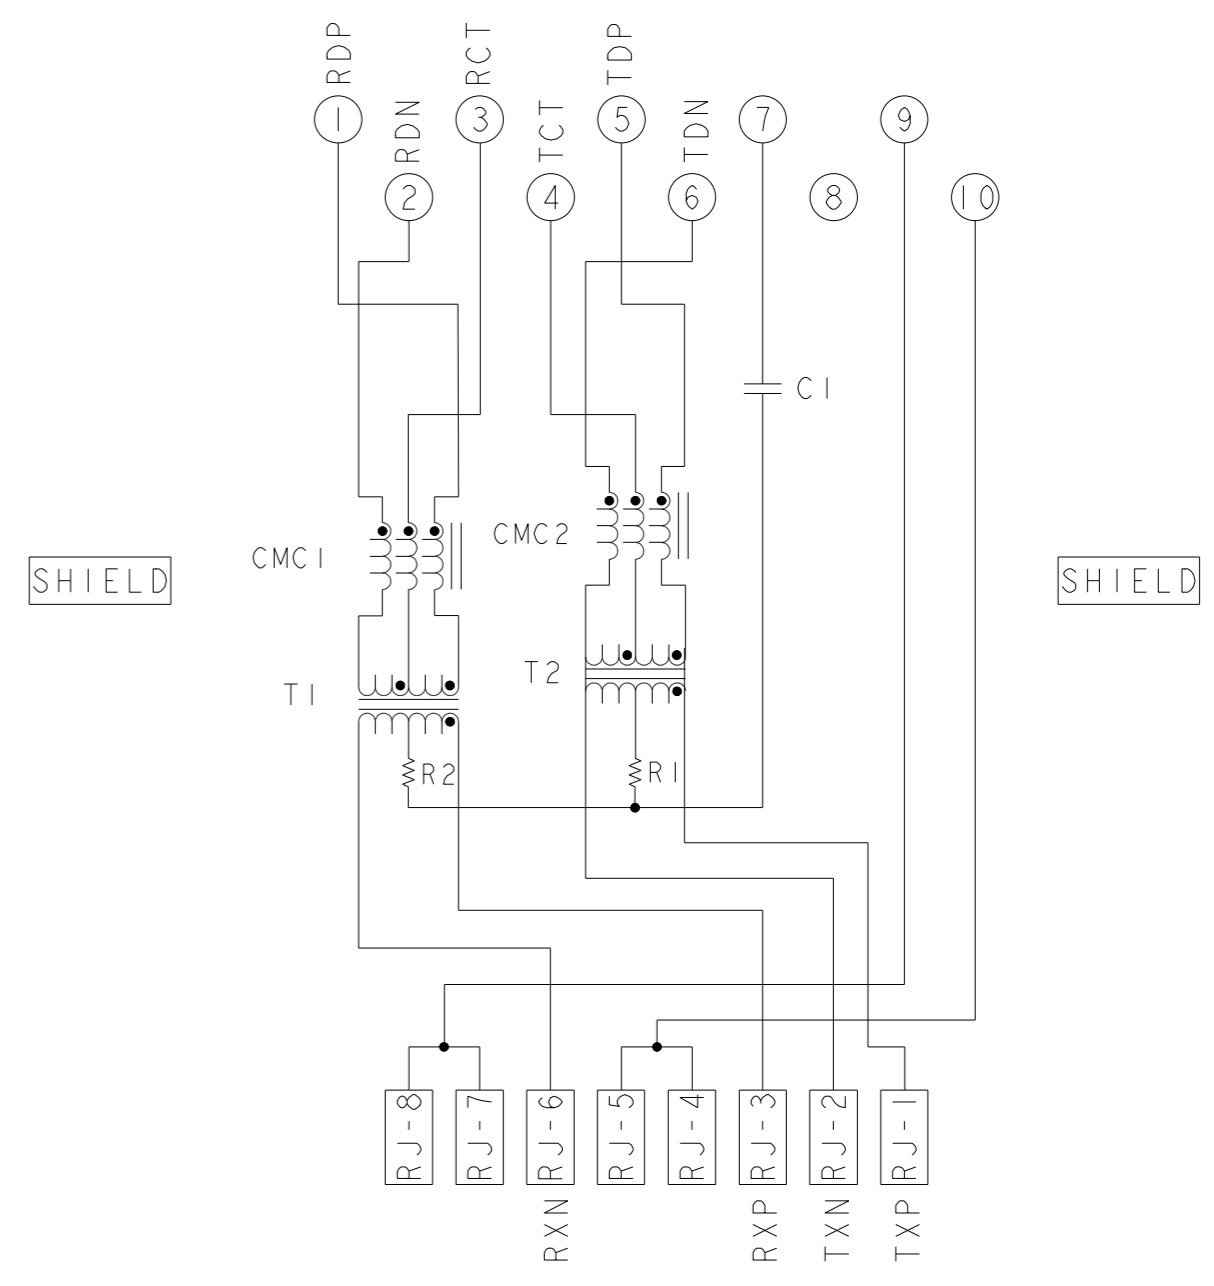 RDP
RCT
TDP
1
3
5
7
9
RDN
TCT
TDN
2
4
6
8
10
C1
CMC2
CMC1
SHIELD
SHIELD
T2
T1
R2
R1
RJ-8
RJ-7
RJ-6
RJ-5
RJ-4
RJ-3
RJ-2
RJ-1
RXN
RXP
TXN
TXP